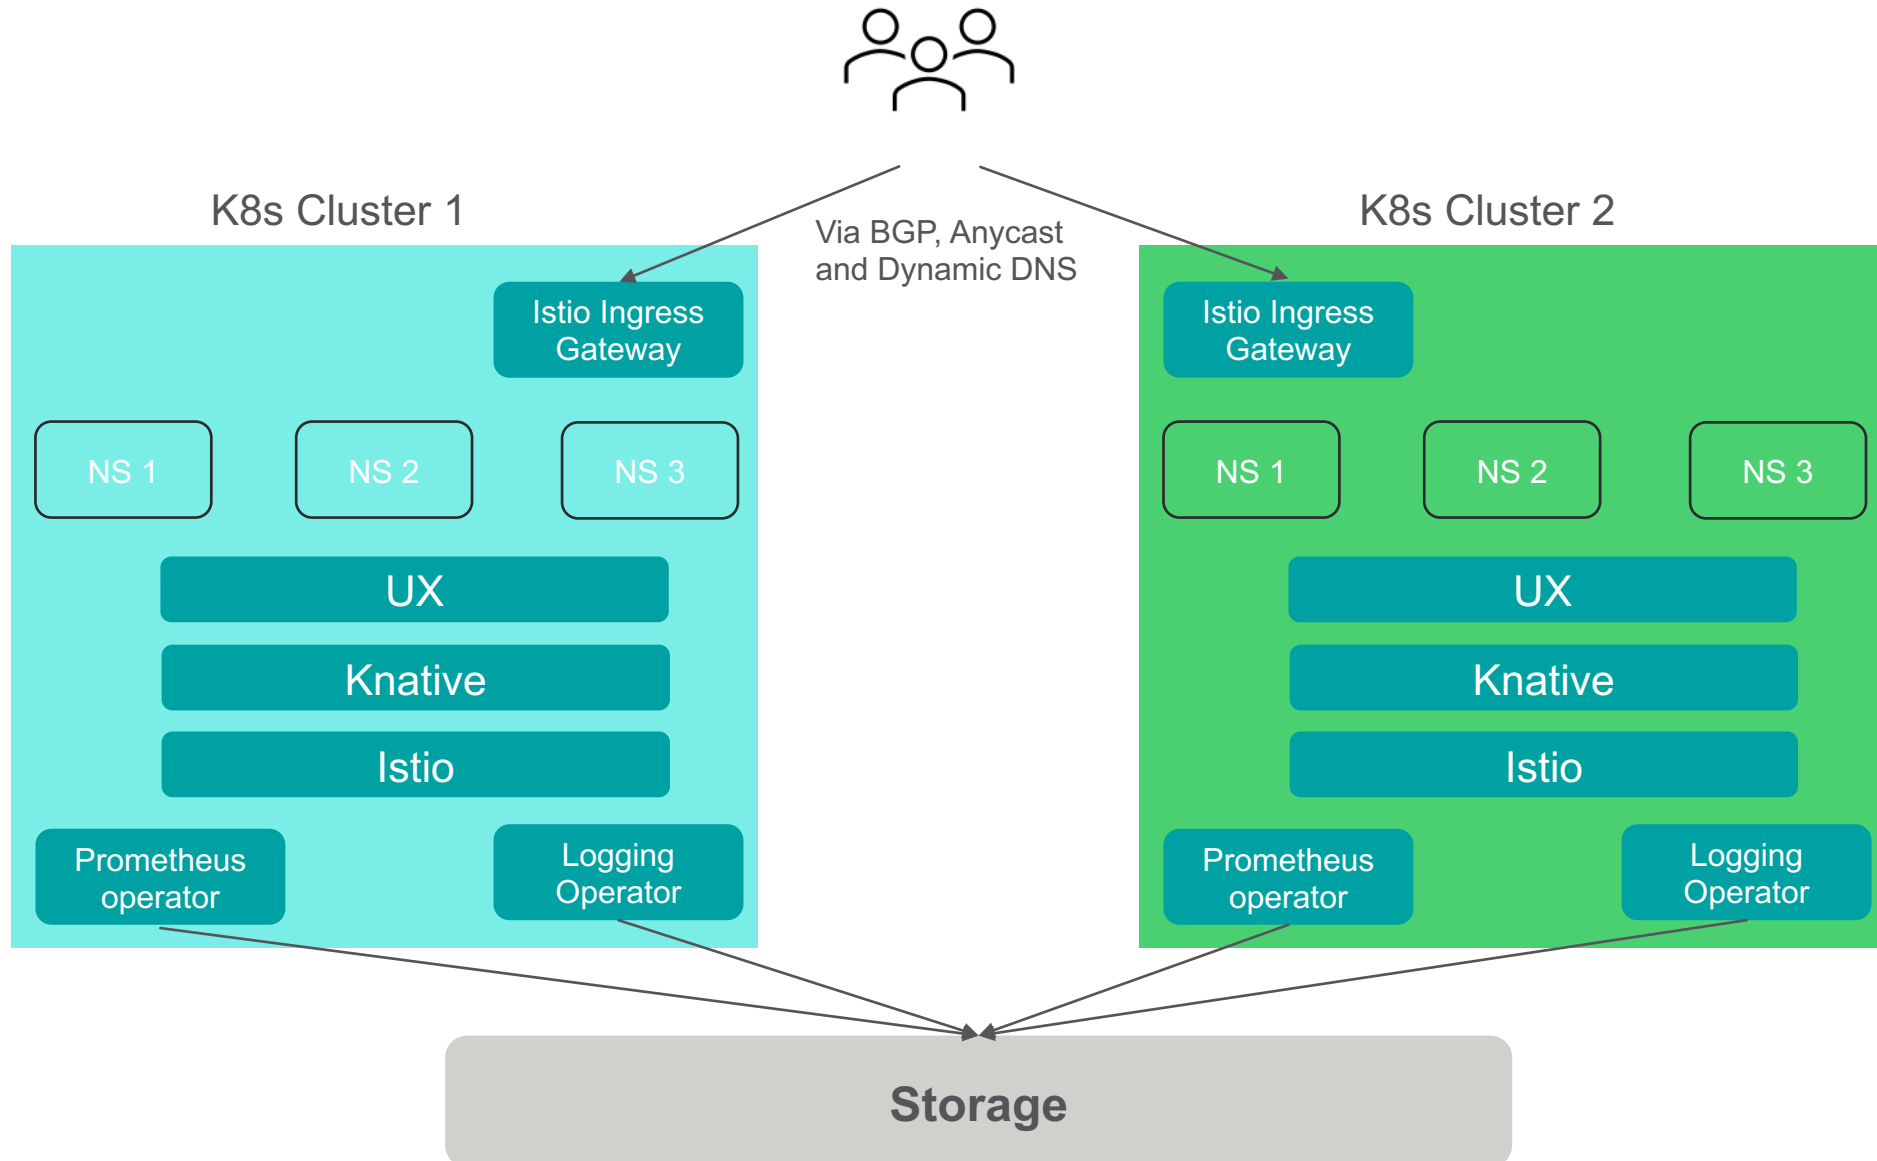 K8s Cluster 1
Via BGP, Anycast
and Dynamic DNS
K8s Cluster 2
Istio Ingress
Gateway
NS 1
NS 2
NS 3
UX
Knative
Istio
Prometheus
operator
Logging
Operator
Istio Ingress
Gateway
NS 1
NS 2
NS 3
UX
Knative
Istio
Prometheus
operator
Logging
Operator
Storage